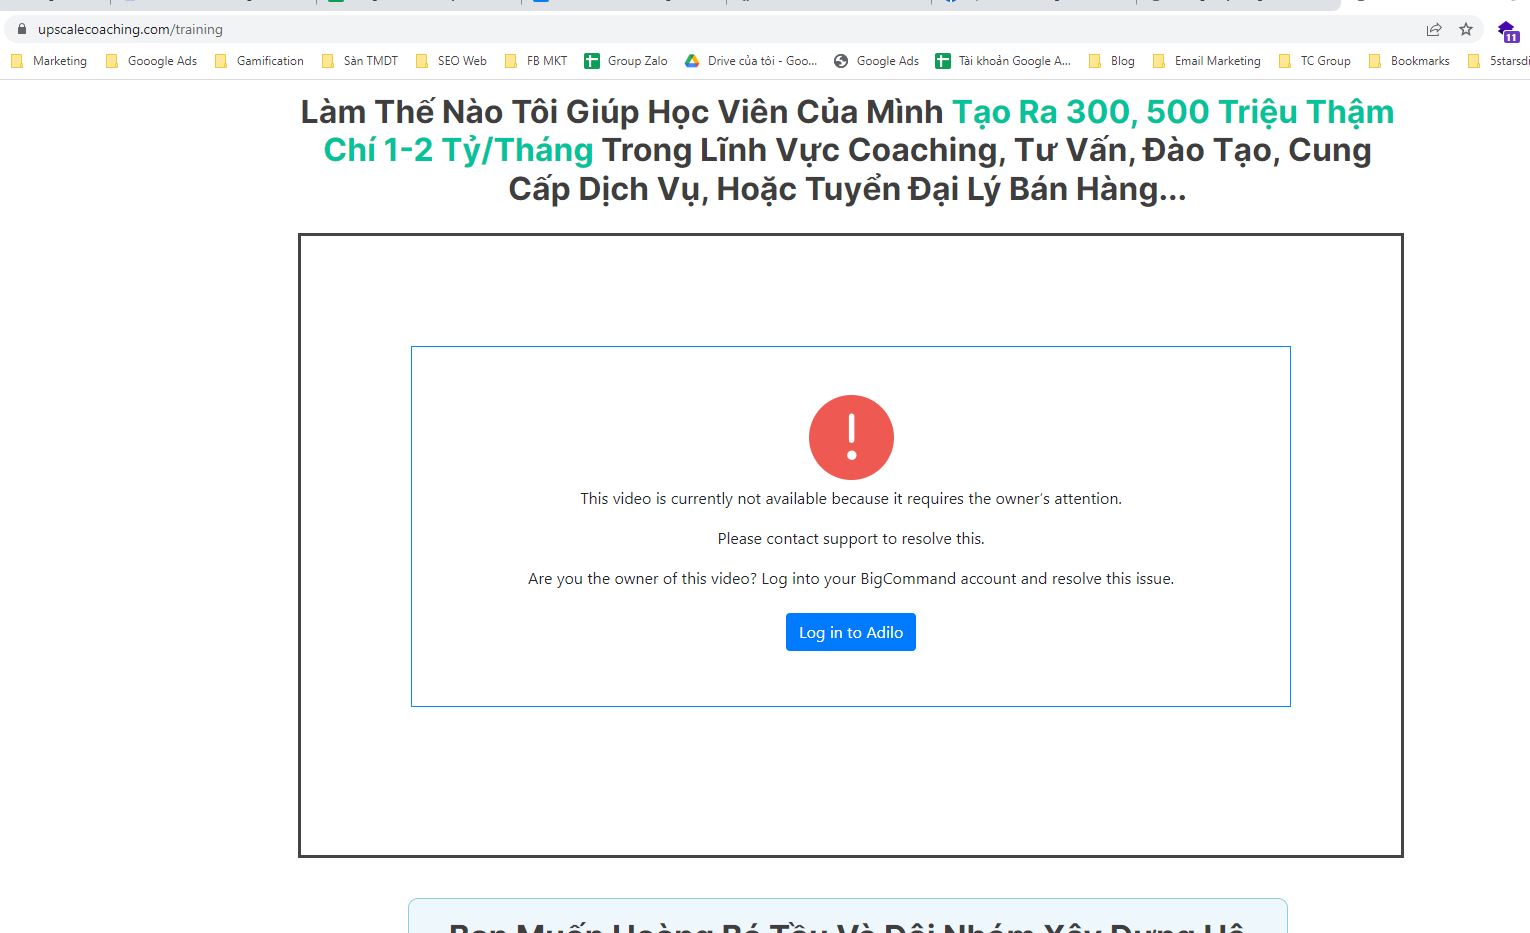 upscalecoaching.com/training
11
Marketing Gooogle Ads Gamification Sàn TMDT SEO Web FB MKT Group Zalo Drive của tôi - Goo... Google Ads Tài khoản Google A... Blog Email Marketing TC Group Bookmarks 5starsdi
Làm Thế Nào Tôi Giúp Học Viên Của Mình Tạo Ra 300, 500 Triệu Thậm
Chí 1-2 Tỷ/Tháng Trong Lĩnh Vực Coaching, Tư Vấn, Đào Tạo, Cung
Cấp Dịch Vụ, Hoặc Tuyển Đại Lý Bán Hàng...
This video is currently not available because it requires the owner's attention.
Please contact support to resolve this.
Are you the owner of this video? Log into your BigCommand account and resolve this issue.
Log in to Adilo